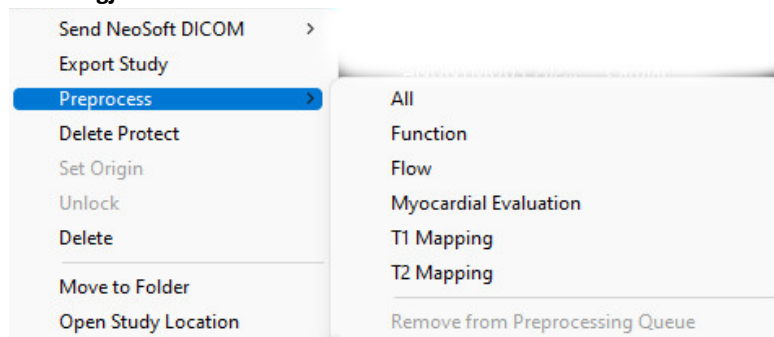 Send NeoSoft DICOM
Export Study
Preprocess
Delete Protect
Set Origin
Unlock
Delete
Move to Folder
Open Study Location
All
Function
Flow
Myocardial Evaluation
T1 Mapping
T2 Mapping
Remove from Preprocessing Queue